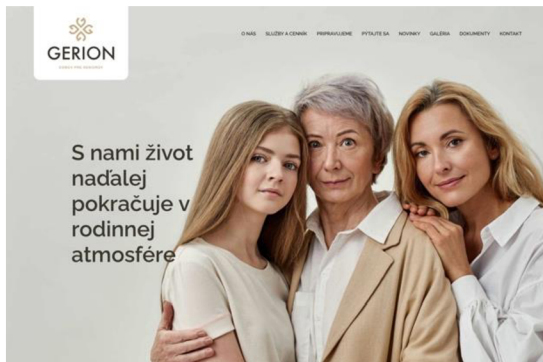 GERION
O NÁS SLUŽBY A CENNÍK PRIPRAVUJEME PÝTAJTE SA NOVINKY GALÉRIA DOKUMENTY KONTAKT
S nami život
naďalej
pokračuje v
rodinnej
atmosfére